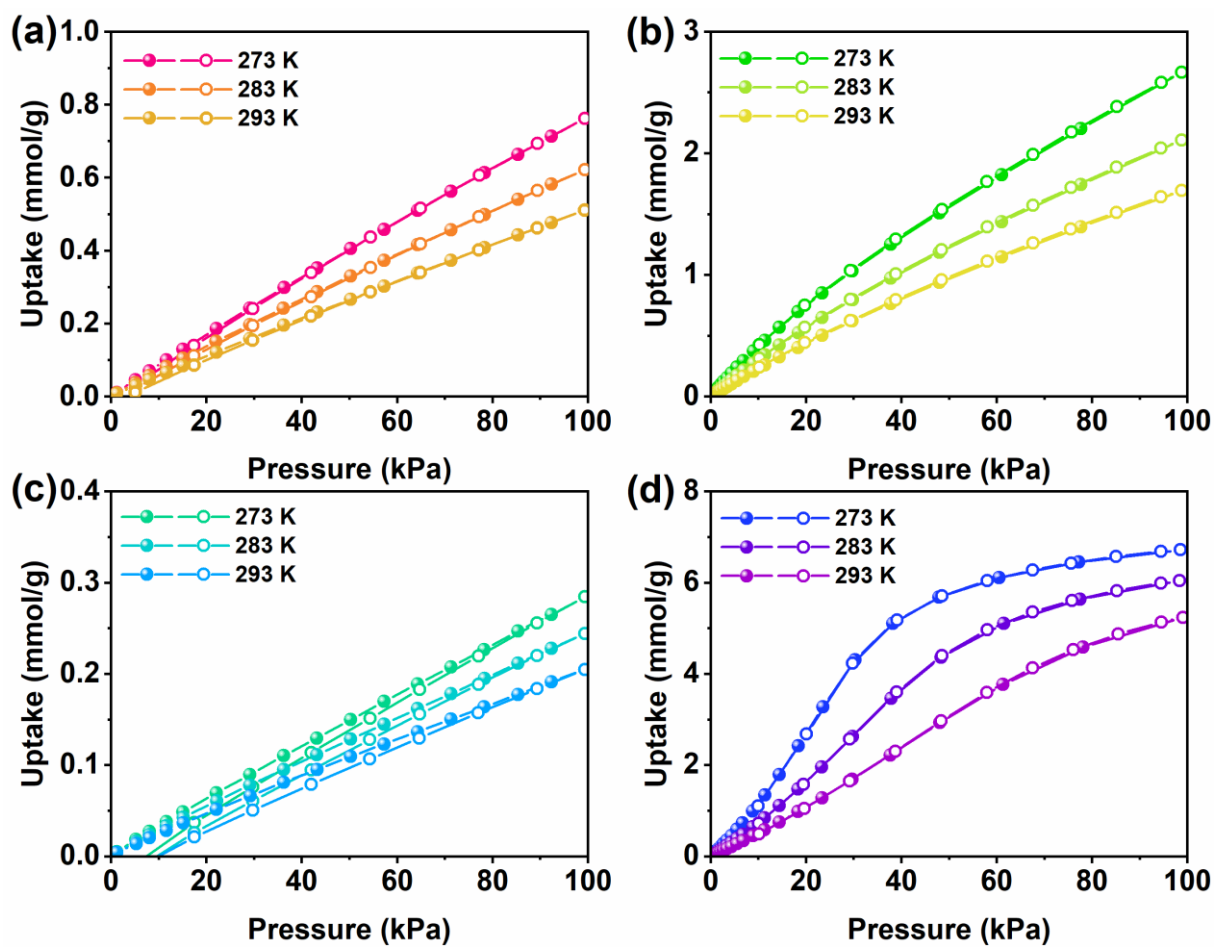 (a)
1.0
0.8
0.6
0.4
0.2
0.0
273 K
283 K
293 K
0 20 40 60 80 100
Uptake (mmol/g)
Pressure (kPa)
(b)
3
2
1
0
273 K
283 K
293 K
0 20 40 60 80 100
Uptake (mmol/g)
Pressure (kPa)
(c)
0.4
0.3
0.2
0.1
0.0
273 K
283 K
293 K
0 20 40 60 80 100
Uptake (mmol/g)
Pressure (kPa)
(d)
8
6
4
2
0
273 K
283 K
293 K
0 20 40 60 80 100
Uptake (mmol/g)
Pressure (kPa)